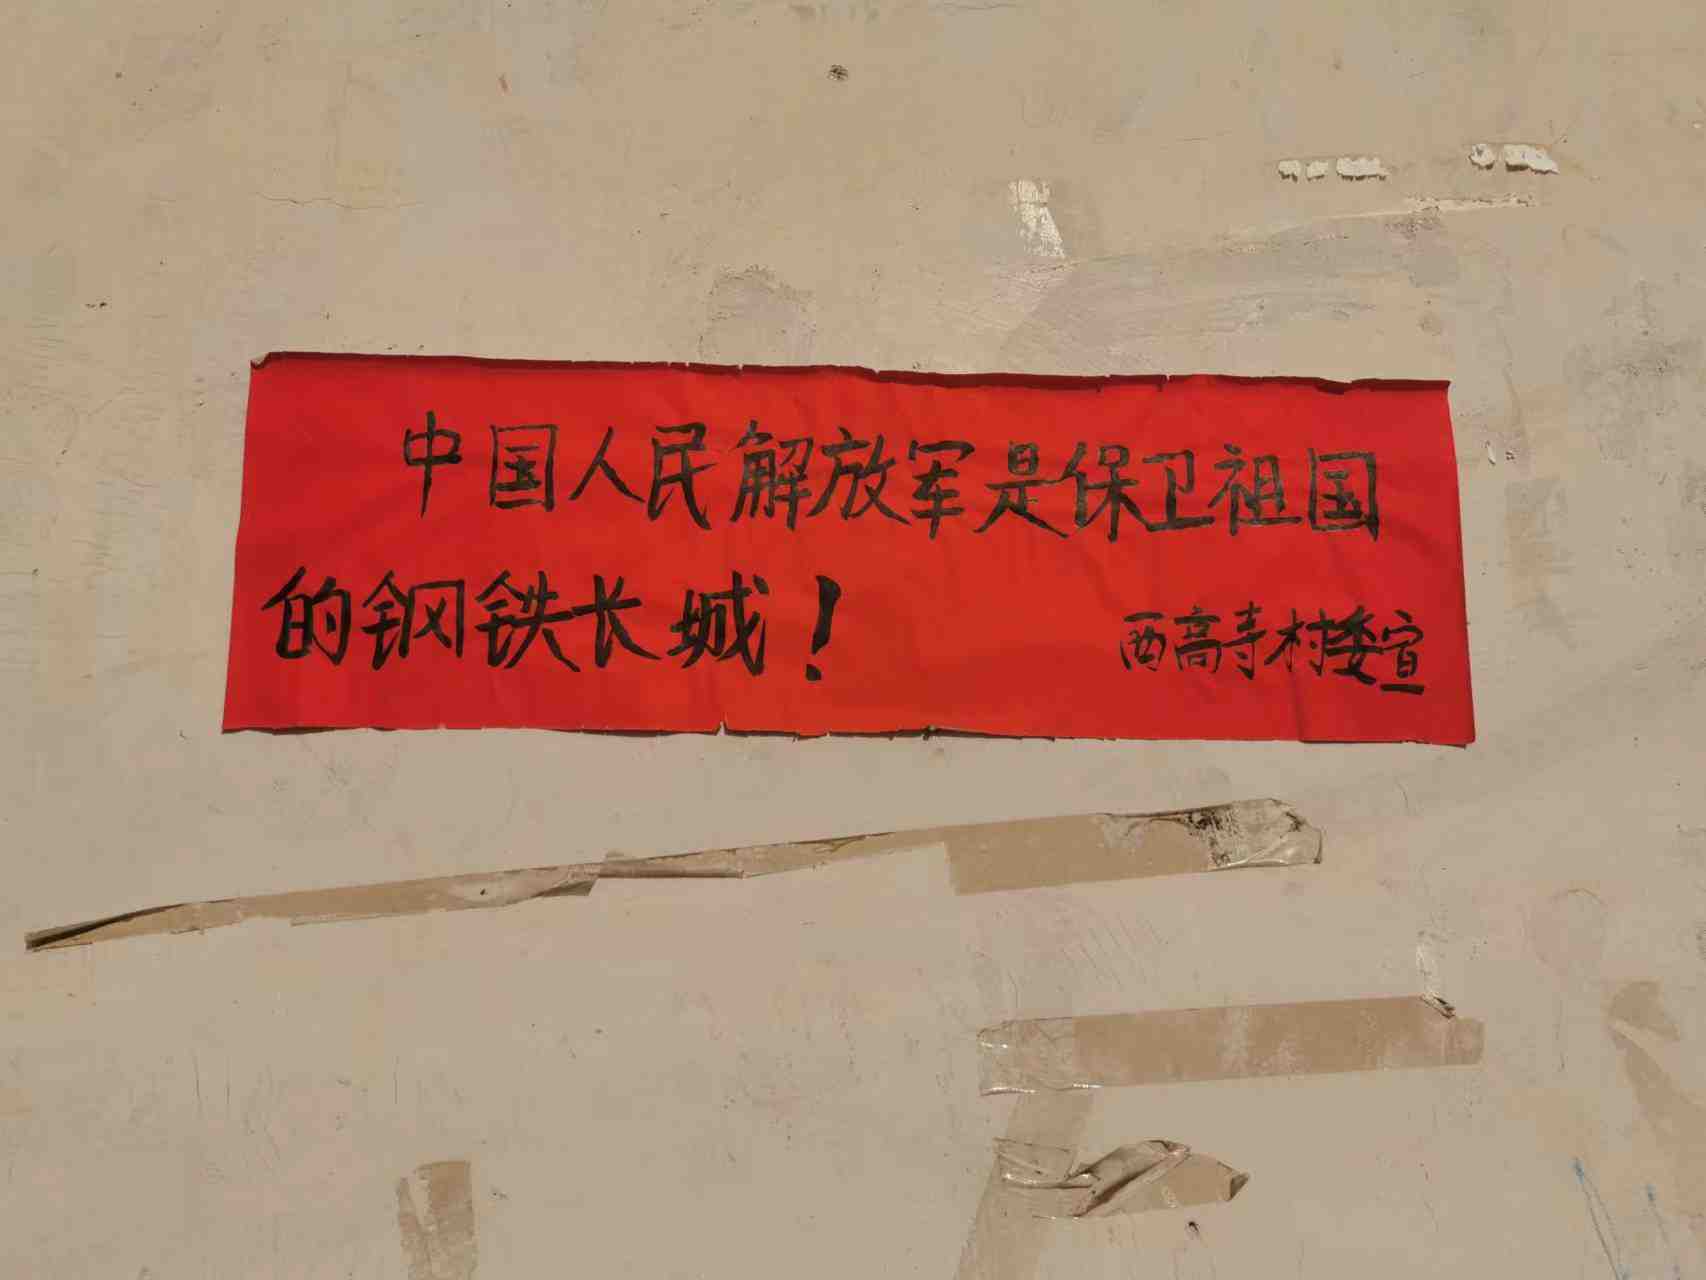 中国人民解放军是保卫祖国
的钢铁长城！
西高寺村委宣